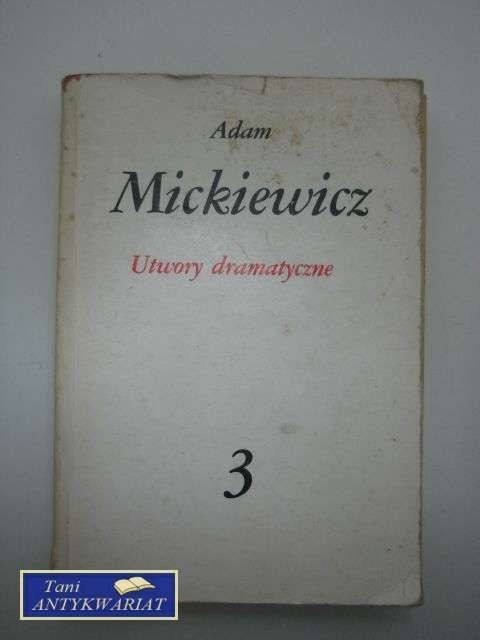 Adam
Mickiewicz
Utwory dramatyczne
3
Tani
ANTYKWARIAT